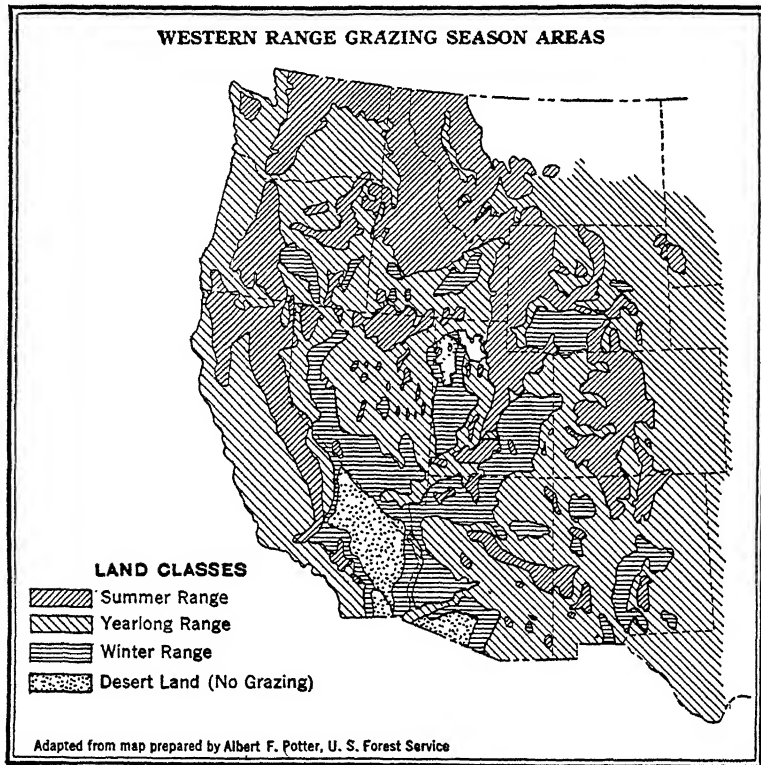 WESTERN RANGE GRAZING SEASON AREAS
LAND CLASSES
Summer Range
Yearlong Range
Winter Range
Desert Land (No Grazing)
Adapted from map prepared by Albert F. Potter, U. S. Forest Service